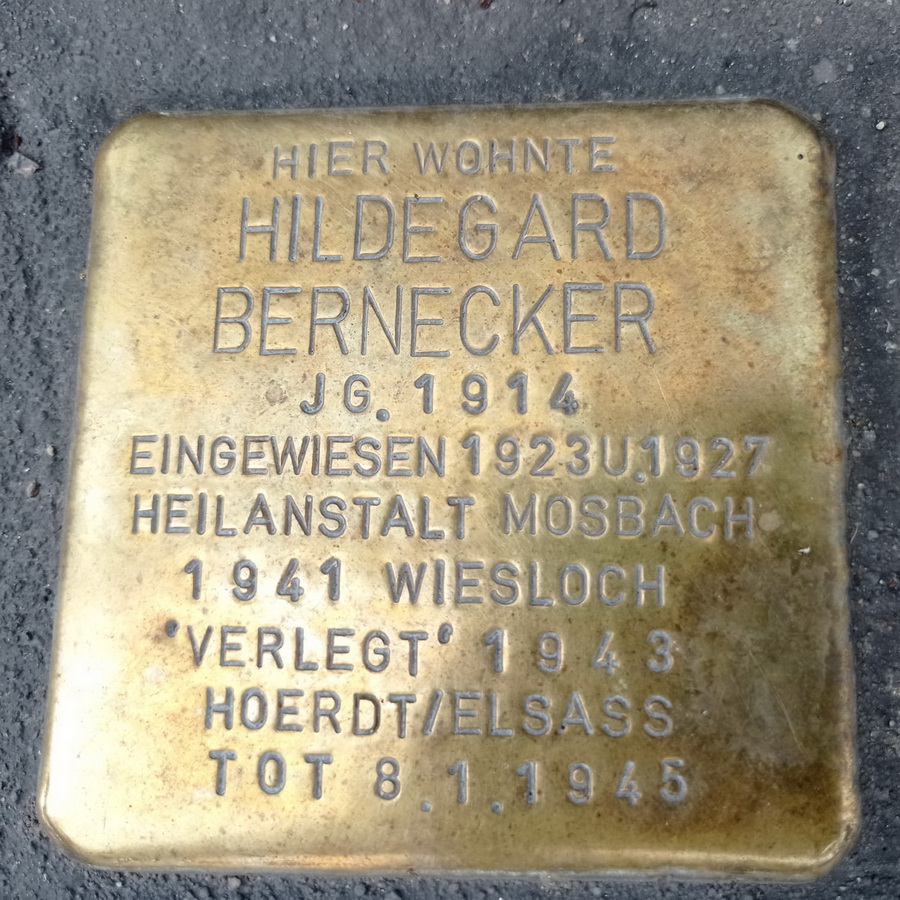 HIER WOHNTE
HILDEGARD
BERNECKER
JG. 1914
EINGEWIESEN 1923 U. 1927
HEILANSTALT MOSBACH
1941 WIESLOCH
'VERLEGT' 1943
HOERDT/ELSASS
TOT 8.1.1945